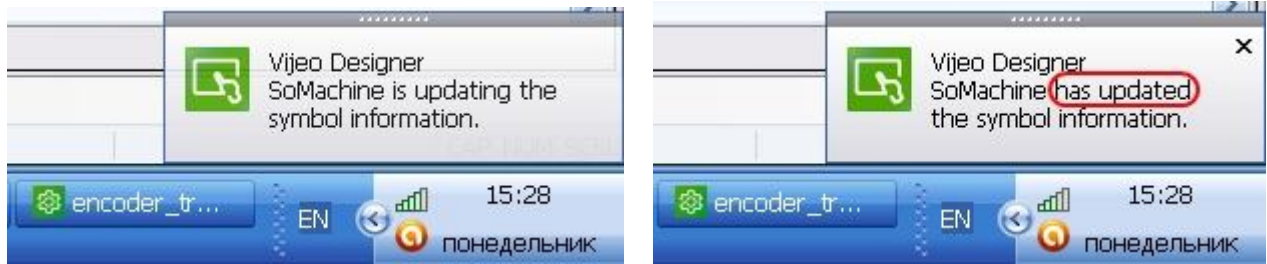 Vijeo Designer
SoMachine is updating the
symbol information.
encoder_tr...
EN
15:28
понедельник
Vijeo Designer
SoMachine has updated
the symbol information.
encoder_tr...
EN
15:28
понедельник